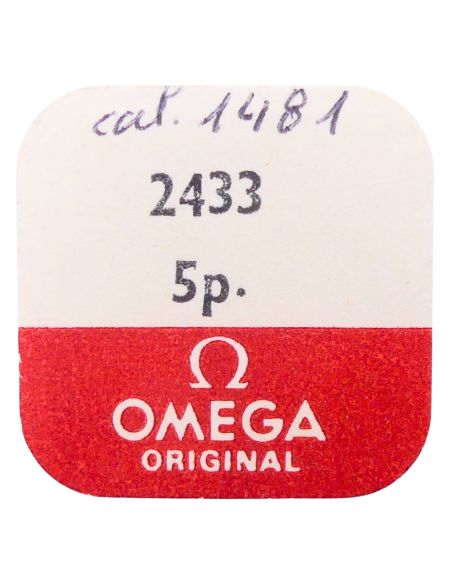 cal. 1481
2433
5p.
Ω
OMEGA
ORIGINAL